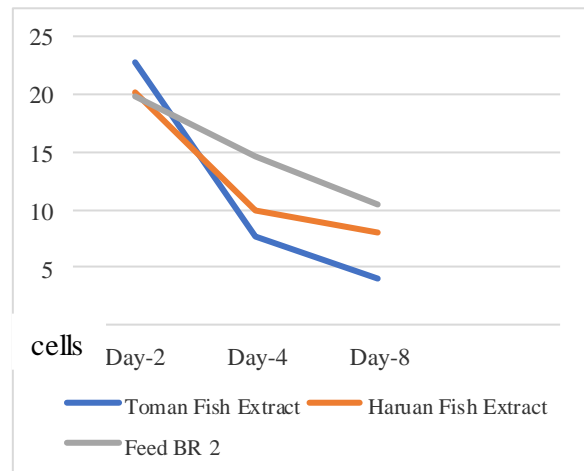 25
20
15
10
5
cells
Day-2 Day-4 Day-8
Toman Fish Extract Haruan Fish Extract
Feed BR 2